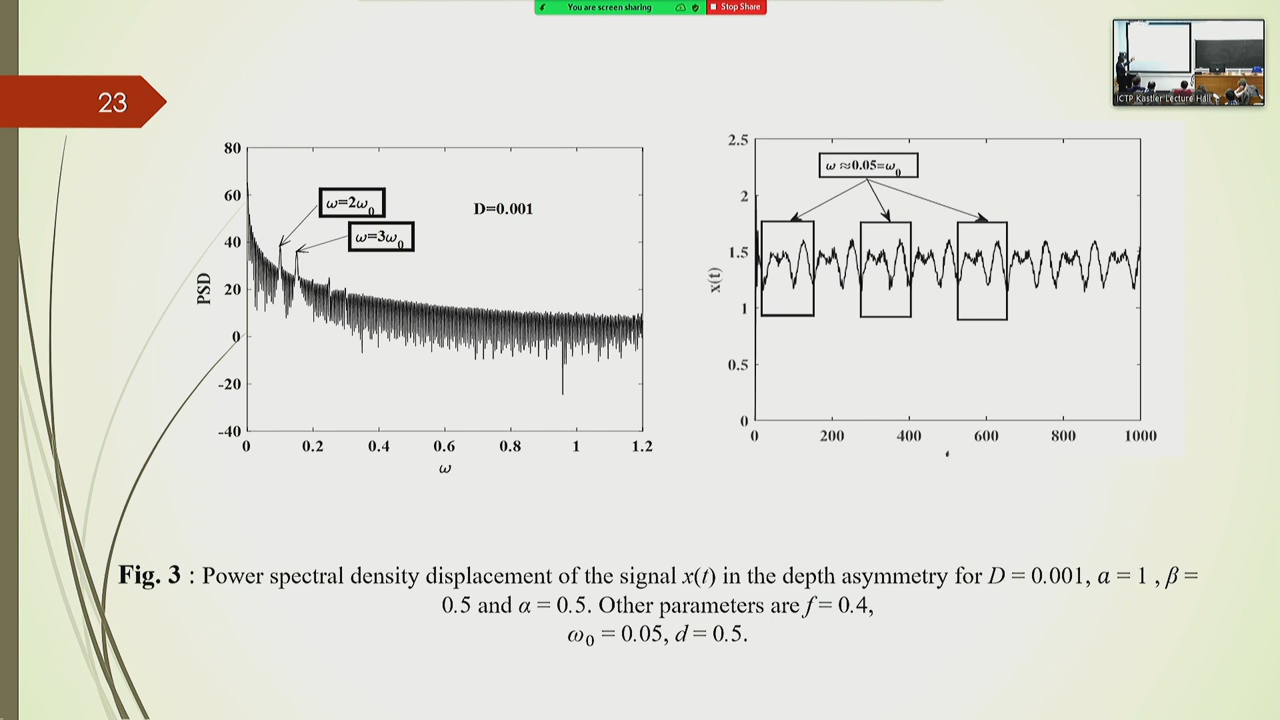 You are screen sharing
Stop Share
ICTP Kastler Lecture Hall
23
80
60
40
20
0
-20
-40
PSD
ω=2ω0
ω=3ω0
D=0.001
0 0.2 0.4 0.6 0.8 1 1.2
ω
2.5
2
1.5
1
0.5
0
x(t)
ω ≈0.05=ω0
0 200 400 600 800 1000
Fig. 3 : Power spectral density displacement of the signal x(t) in the depth asymmetry for D = 0.001, a = 1 , β =
0.5 and α = 0.5. Other parameters are f = 0.4,
ω0 = 0.05, d = 0.5.